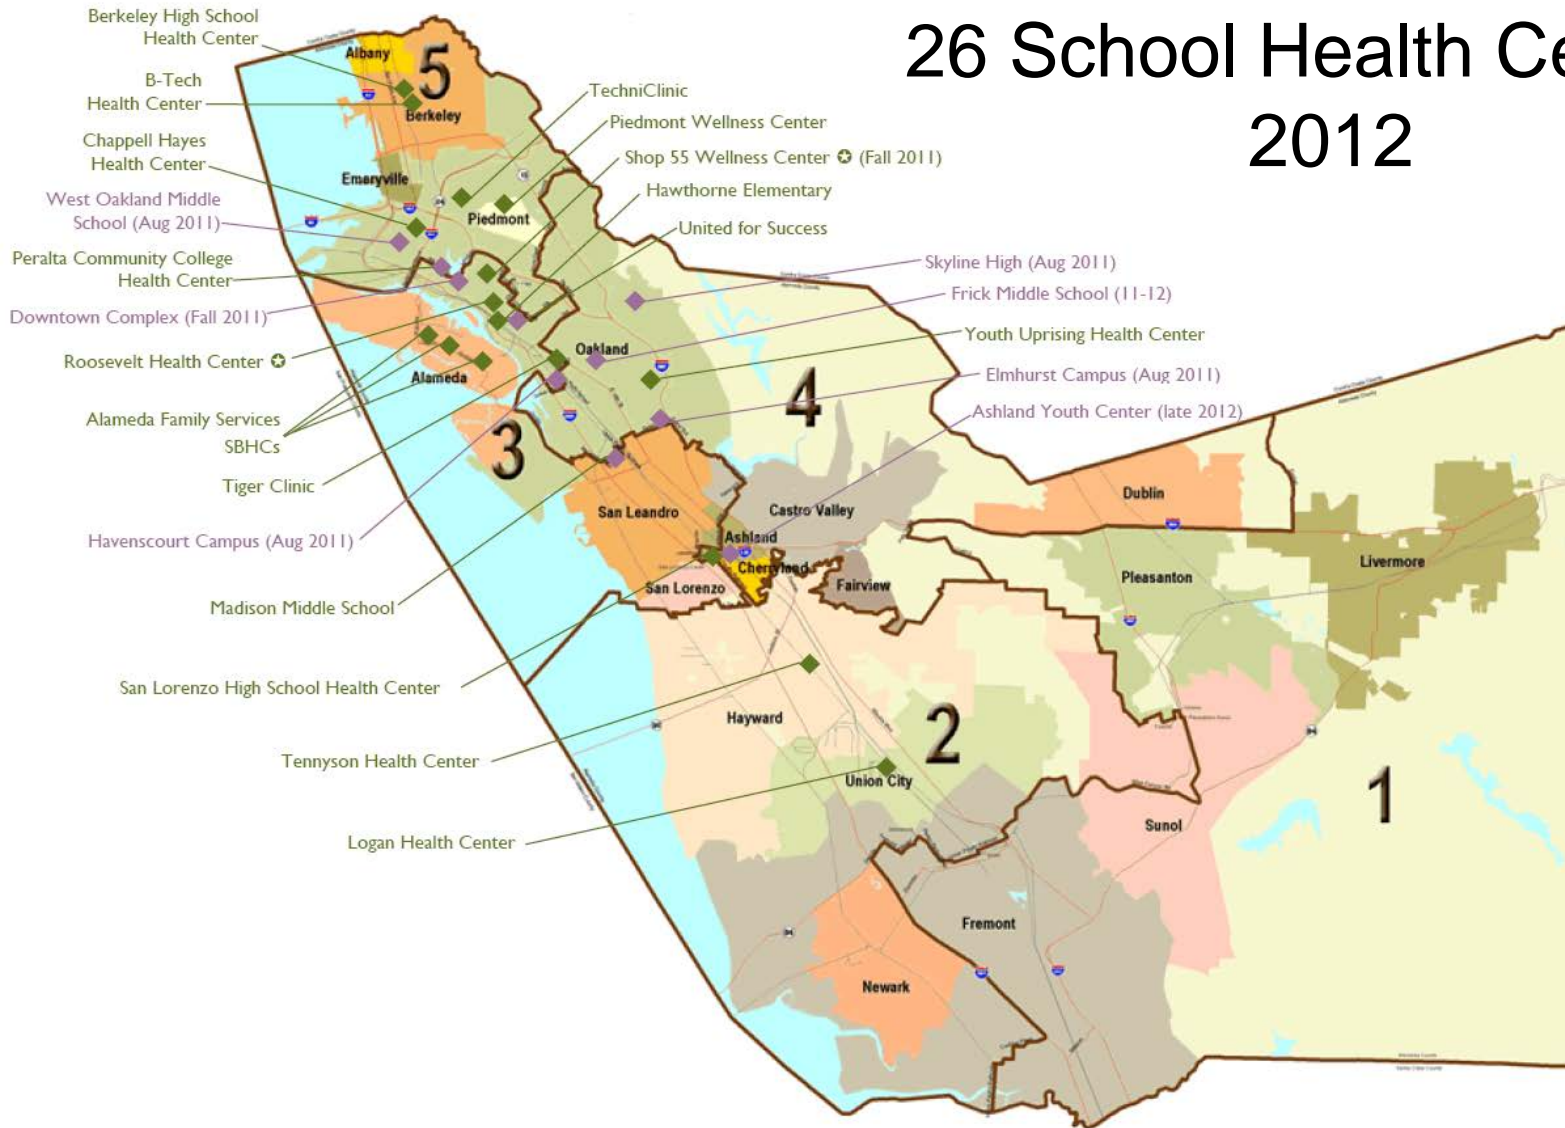 26 School Health Ce
2012
Berkeley High School
Health Center
B-Tech
Health Center
Chappell Hayes
Health Center
West Oakland Middle
School (Aug 2011)
Peralta Community College
Health Center
Downtown Complex (Fall 2011)
Roosevelt Health Center
Alameda Family Services
SBHCs
Tiger Clinic
Havenscourt Campus (Aug 2011)
Madison Middle School
San Lorenzo High School Health Center
Tennyson Health Center
Logan Health Center
TechniClinic
Piedmont Wellness Center
Shop 55 Wellness Center (Fall 2011)
Hawthorne Elementary
United for Success
Skyline High (Aug 2011)
Frick Middle School (11-12)
Youth Uprising Health Center
Elmhurst Campus (Aug 2011)
Ashland Youth Center (late 2012)
Albany
5
Berkeley
Emeryville
Piedmont
Oakland
Alameda
4
3
San Leandro
Castro Valley
Ashland
Cherryland
San Lorenzo
Fairview
Dublin
Pleasanton
Livermore
Hayward
2
Union City
Sunol
1
Fremont
Newark